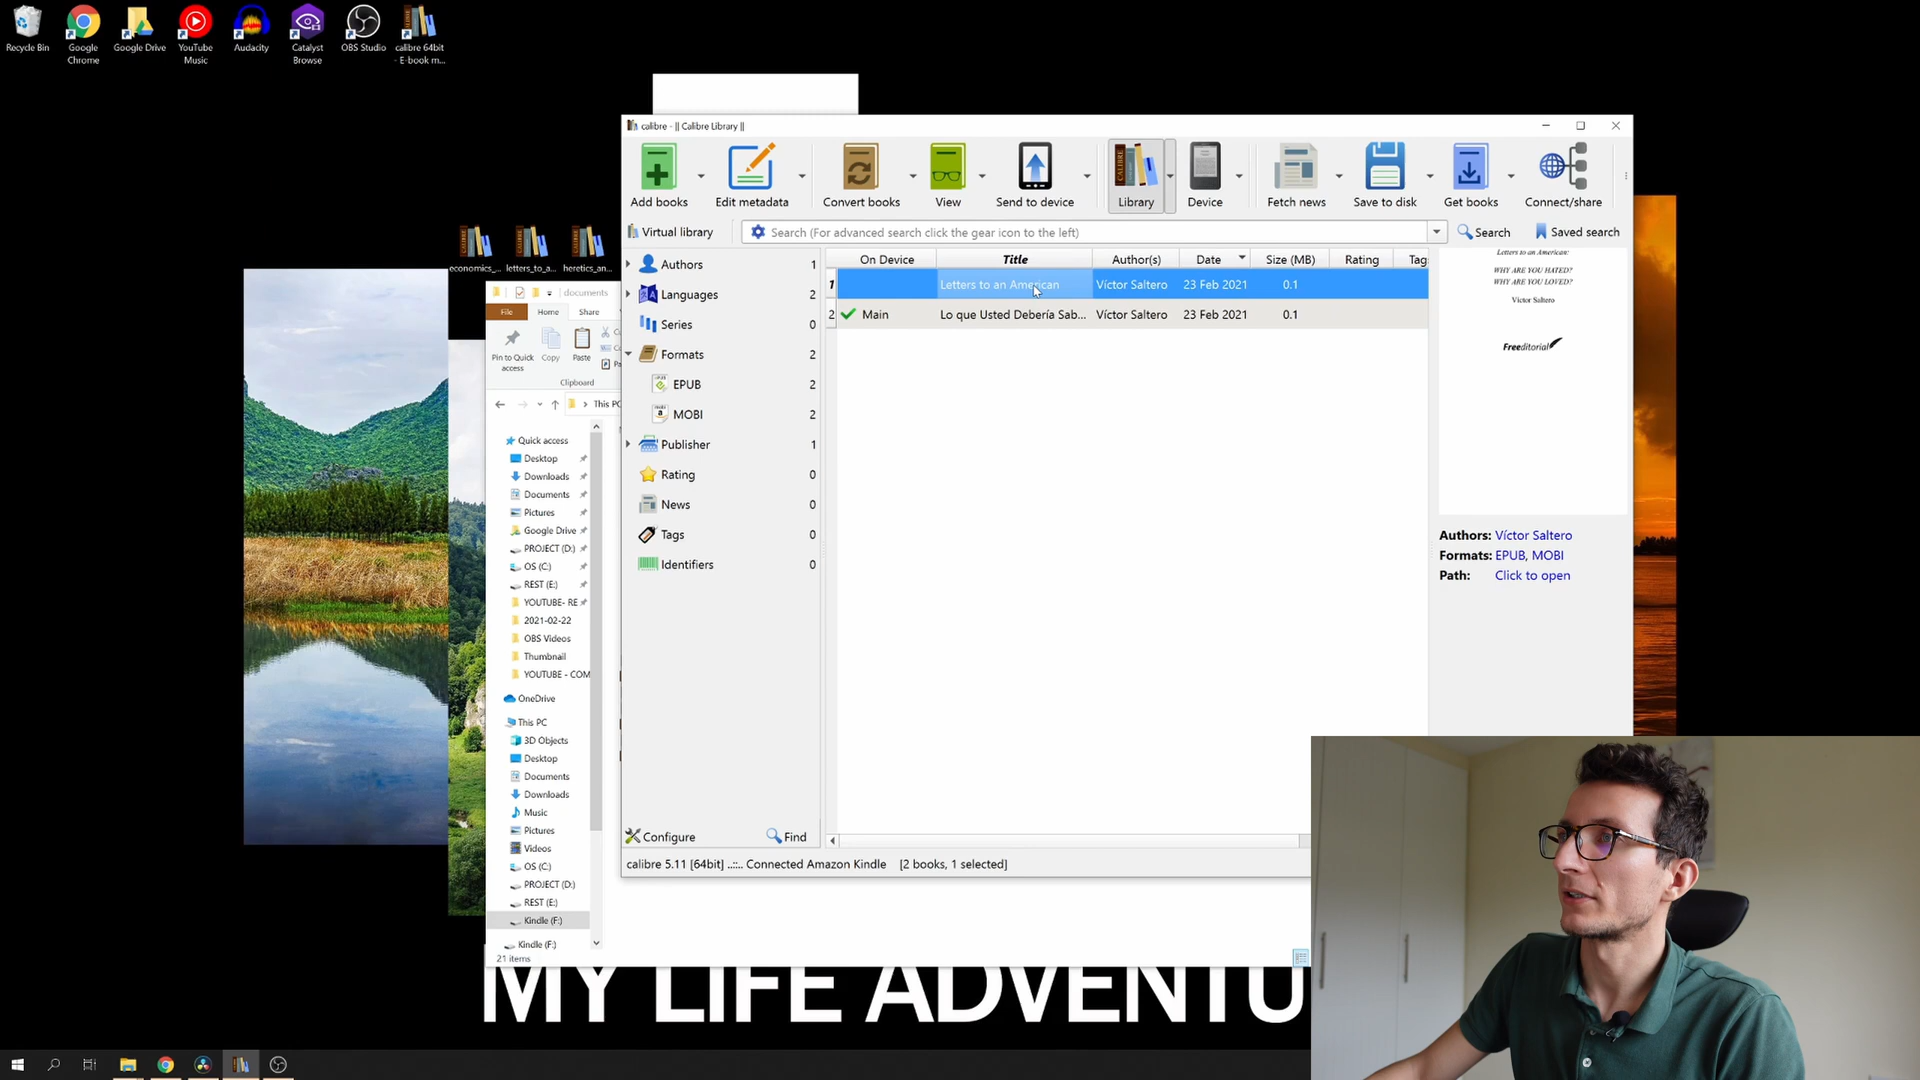 Recycle Bin
Google Chrome
Google Drive
YouTube Music
Audacity
Catalyst Browse
OBS Studio
calibre 64bit - E-book m...
economics_...
letters_to_a...
heretics_an...
documents
File
Home
Share
Pin to Quick access
Copy
Paste
Clipboard
This PC
Quick access
Desktop
Downloads
Documents
Pictures
Google Drive
PROJECT (D:)
OS (C:)
REST (E:)
YOUTUBE- RE
2021-02-22
OBS Videos
Thumbnail
YOUTUBE - COM
OneDrive
This PC
3D Objects
Desktop
Documents
Downloads
Music
Pictures
Videos
OS (C:)
PROJECT (D:)
REST (E:)
Kindle (F:)
Kindle (F:)
21 items
calibre - || Calibre Library ||
Add books
Edit metadata
Convert books
View
Send to device
Library
Device
Fetch news
Save to disk
Get books
Connect/share
Virtual library
Search (For advanced search click the gear icon to the left)
Search
Saved search
Authors 1
Languages 2
Series 0
Formats 2
EPUB 2
MOBI 2
Publisher 1
Rating 0
News 0
Tags 0
Identifiers 0
Configure
Find
On Device Title Author(s) Date Size (MB) Rating Tag
1 Letters to an American Víctor Saltero 23 Feb 2021 0.1
2 Main Lo que Usted Debería Sab... Víctor Saltero 23 Feb 2021 0.1
Letters to an American:
WHY ARE YOU HATED?
WHY ARE YOU LOVED?
Víctor Saltero
Freeditorial
Authors: Víctor Saltero
Formats: EPUB, MOBI
Path: Click to open
calibre 5.11 [64bit] ..::.. Connected Amazon Kindle [2 books, 1 selected]
MY LIFE ADVENTU